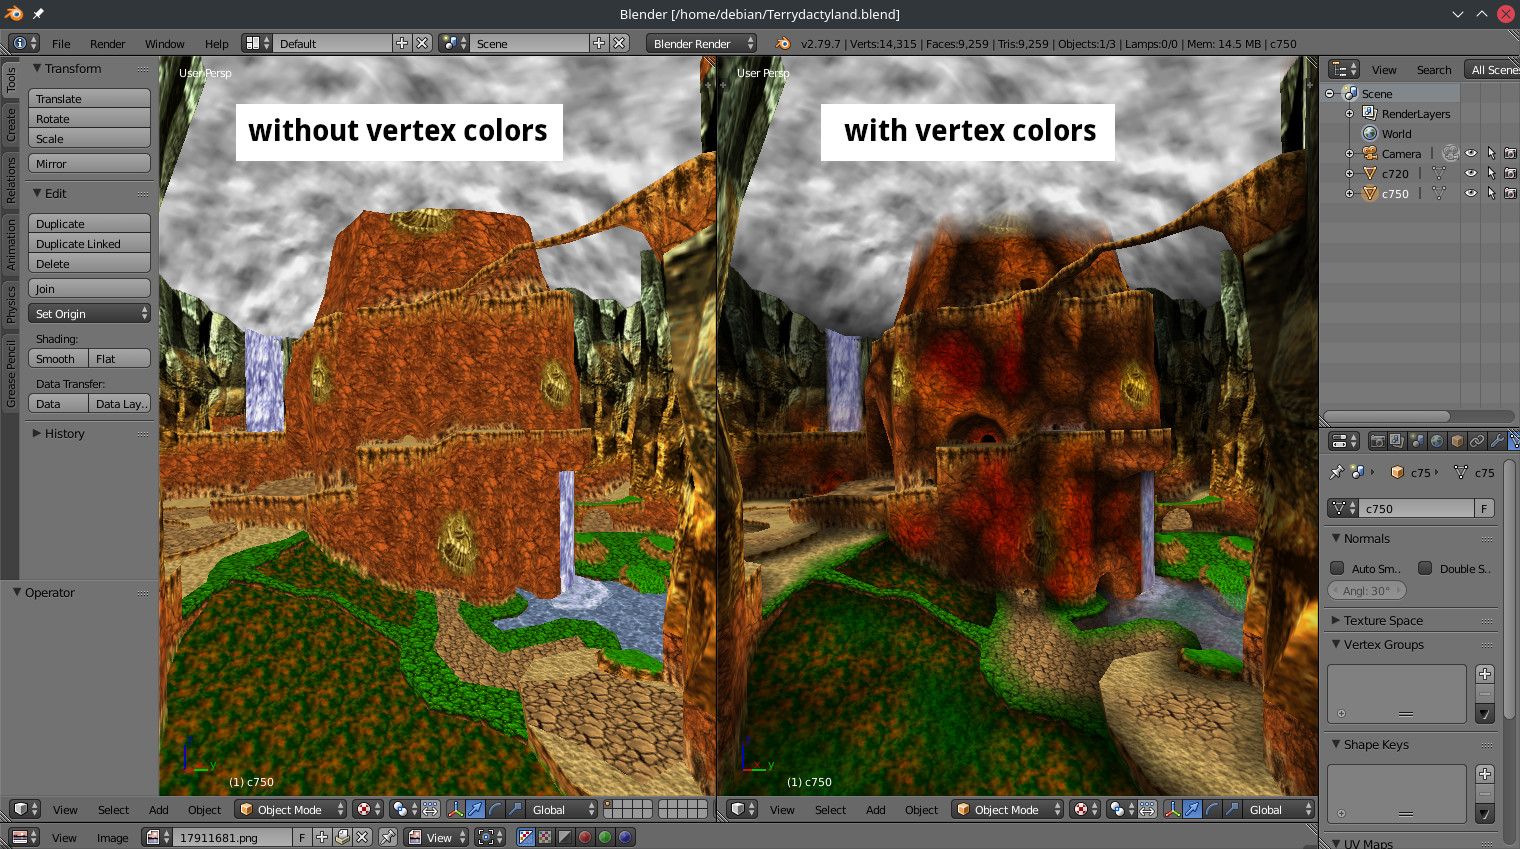 Blender [/home/debian/Terrydactyland.blend]
File Render Window Help Default Scene Blender Render v2.79.7 | Verts:14,315 | Faces:9,259 | Tris:9,259 | Objects:1/3 | Lamps:0/0 | Mem: 14.5 MB | c750
Tools
Create
Relations
Animation
Physics
Grease Pencil
Transform
Translate
Rotate
Scale
Mirror
Edit
Duplicate
Duplicate Linked
Delete
Join
Set Origin
Shading:
Smooth Flat
Data Transfer:
Data Data Lay..
History
Operator
User Persp
without vertex colors
(1) c750
View Select Add Object Object Mode Global
User Persp
with vertex colors
(1) c750
View Select Add Object Object Mode Global
View Image 17911681.png F View
View Search All Scenes
Scene
RenderLayers
World
Camera
c720
c750
c75 c75
c750 F
Normals
Auto Sm.. Double S..
Angl: 30°
Texture Space
Vertex Groups
Shape Keys
UV Maps